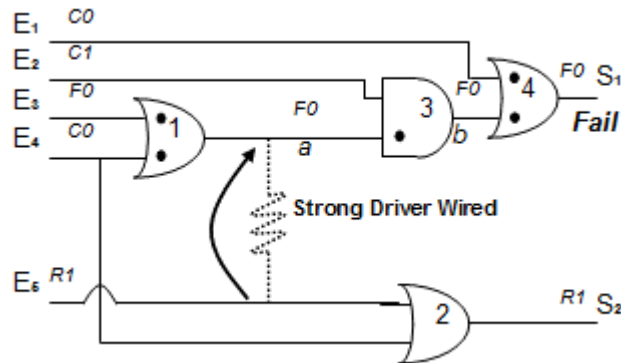 E₁ C0
E₂ C1
E₃ F0
E₄ C0
1
F0
a
3
F0
b
4
F0 S₁
Fail
Strong Driver Wired
E₅ R1
2
R1 S₂